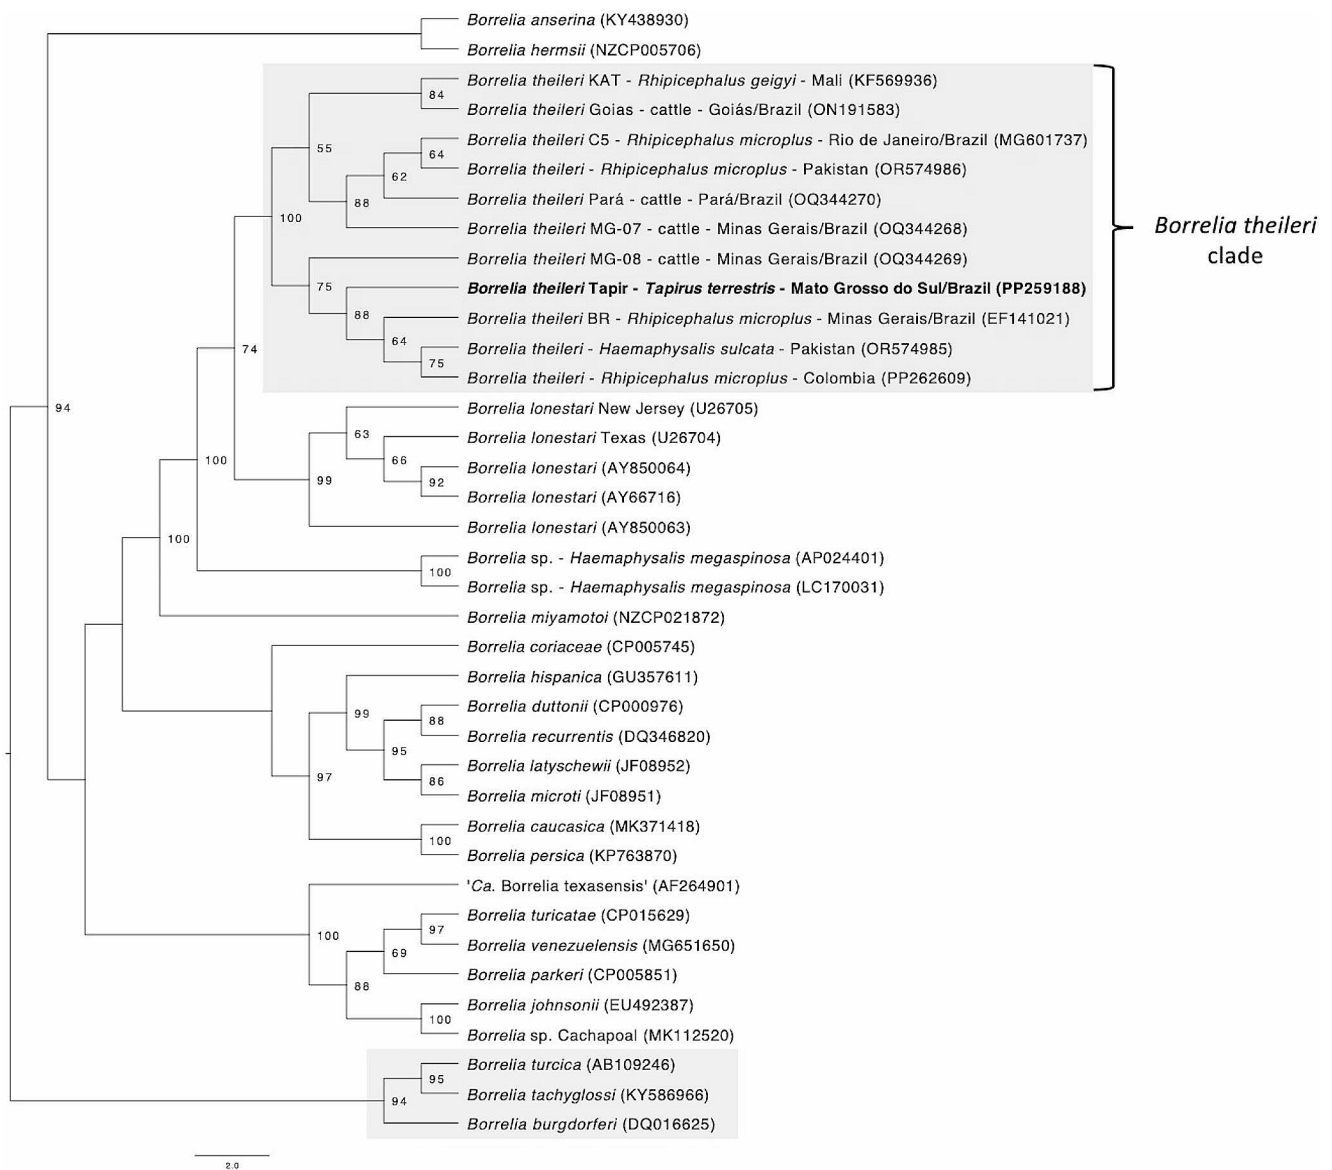 Borrelia anserina (KY438930)
Borrelia hermsii (NZCP005706)
Borrelia theileri KAT - Rhipicephalus geigyi - Mali (KF569936)
84
Borrelia theileri Goias - cattle - Goiás/Brazil (ON191583)
Borrelia theileri C5 - Rhipicephalus microplus - Rio de Janeiro/Brazil (MG601737)
55
64
Borrelia theileri - Rhipicephalus microplus - Pakistan (OR574986)
62
Borrelia theileri Pará - cattle - Pará/Brazil (OQ344270)
88
100
Borrelia theileri MG-07 - cattle - Minas Gerais/Brazil (OQ344268)
Borrelia theileri
clade
Borrelia theileri MG-08 - cattle - Minas Gerais/Brazil (OQ344269)
75
Borrelia theileri Tapir - Tapirus terrestris - Mato Grosso do Sul/Brazil (PP259188)
88
Borrelia theileri BR - Rhipicephalus microplus - Minas Gerais/Brazil (EF141021)
64
74
Borrelia theileri - Haemaphysalis sulcata - Pakistan (OR574985)
75
Borrelia theileri - Rhipicephalus microplus - Colombia (PP262609)
94
Borrelia lonestari New Jersey (U26705)
63
Borrelia lonestari Texas (U26704)
100
66
Borrelia lonestari (AY850064)
99
92
Borrelia lonestari (AY66716)
Borrelia lonestari (AY850063)
100
Borrelia sp. - Haemaphysalis megaspinosa (AP024401)
100
Borrelia sp. - Haemaphysalis megaspinosa (LC170031)
Borrelia miyamotoi (NZCP021872)
Borrelia coriaceae (CP005745)
Borrelia hispanica (GU357611)
99
Borrelia duttonii (CP000976)
88
Borrelia recurrentis (DQ346820)
95
Borrelia latyschewii (JF08952)
97
86
Borrelia microti (JF08951)
Borrelia caucasica (MK371418)
100
Borrelia persica (KP763870)
'Ca. Borrelia texasensis' (AF264901)
Borrelia turicatae (CP015629)
100
97
Borrelia venezuelensis (MG651650)
69
Borrelia parkeri (CP005851)
88
Borrelia johnsonii (EU492387)
100
Borrelia sp. Cachapoal (MK112520)
Borrelia turcica (AB109246)
95
Borrelia tachyglossi (KY586966)
94
Borrelia burgdorferi (DQ016625)
2.0